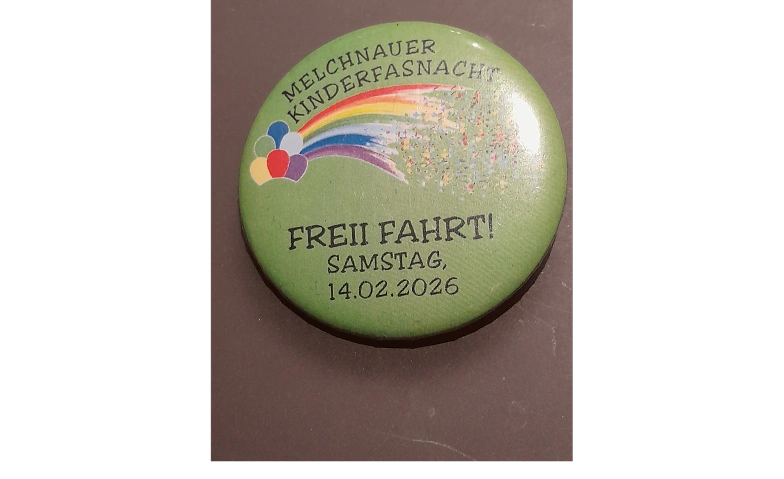 MELCHNAUER
KINDERFASNACHT
FREII FAHRT!
SAMSTAG,
14.02.2026